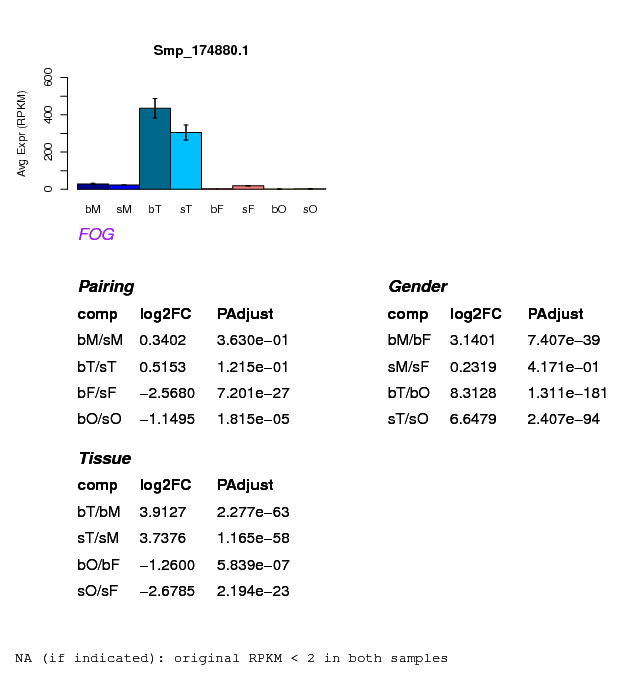 Smp_174880.1
Avg Expr (RPKM)
600
400
200
0
bM sM bT sT bF sF bO sO
FOG
Pairing
comp log2FC PAdjust
bM/sM 0.3402 3.630e−01
bT/sT 0.5153 1.215e−01
bF/sF −2.5680 7.201e−27
bO/sO −1.1495 1.815e−05
Gender
comp log2FC PAdjust
bM/bF 3.1401 7.407e−39
sM/sF 0.2319 4.171e−01
bT/bO 8.3128 1.311e−181
sT/sO 6.6479 2.407e−94
Tissue
comp log2FC PAdjust
bT/bM 3.9127 2.277e−63
sT/sM 3.7376 1.165e−58
bO/bF −1.2600 5.839e−07
sO/sF −2.6785 2.194e−23
NA (if indicated): original RPKM < 2 in both samples